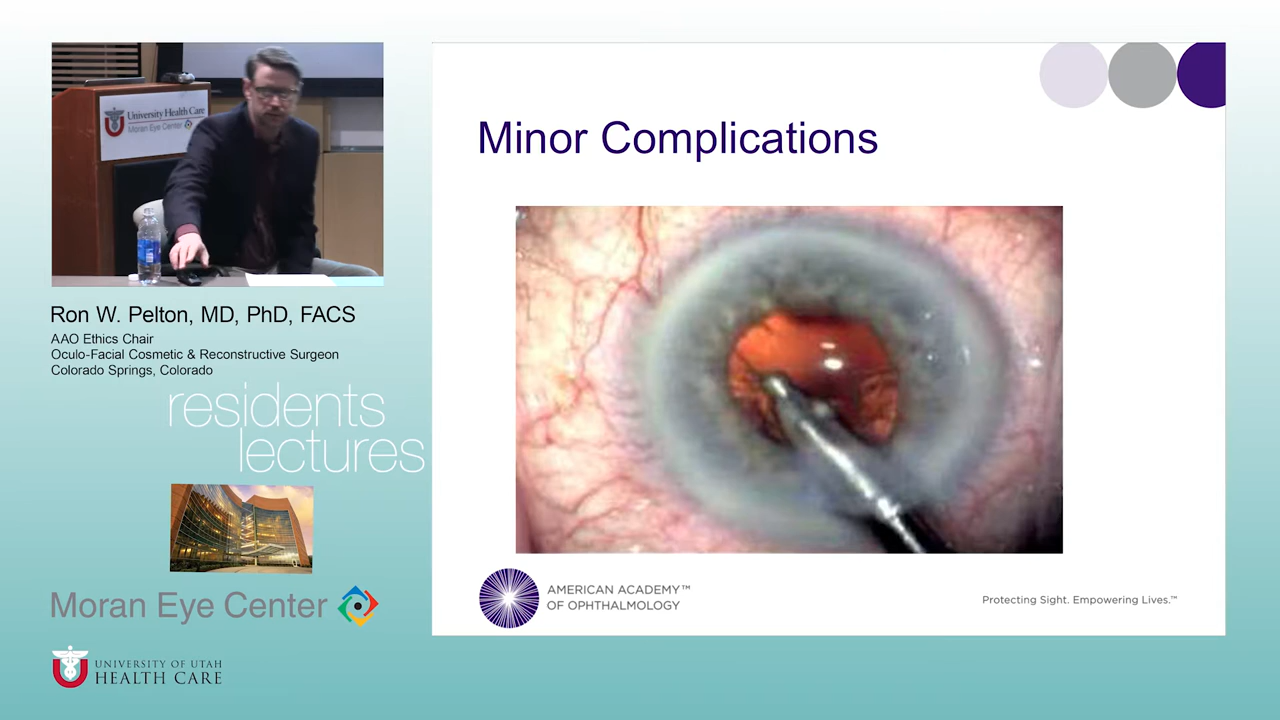 University Health Care
Moran Eye Center
Ron W. Pelton, MD, PhD, FACS
AAO Ethics Chair
Oculo-Facial Cosmetic & Reconstructive Surgeon
Colorado Springs, Colorado
residents
lectures
Moran Eye Center
UNIVERSITY OF UTAH
HEALTH CARE
Minor Complications
AMERICAN ACADEMY™
OF OPHTHALMOLOGY
Protecting Sight. Empowering Lives.™